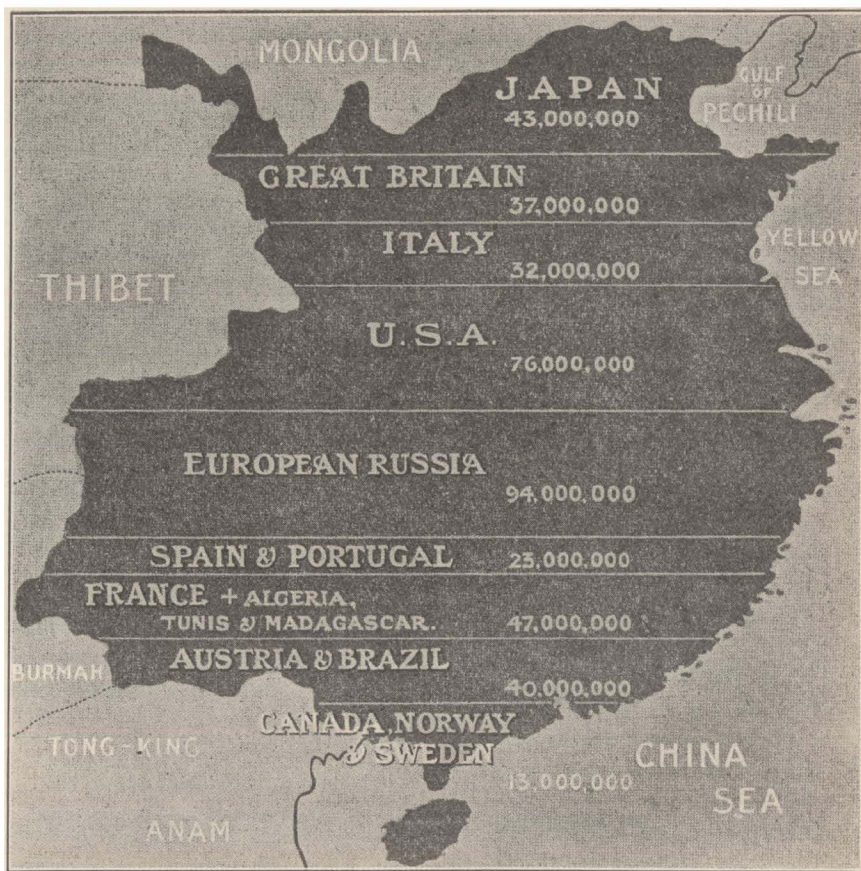 MONGOLIA
JAPAN
43,000,000
GULF
OF
PECHILI
GREAT BRITAIN
37,000,000
ITALY
32,000,000
YELLOW
SEA
THIBET
U.S.A.
76,000,000
EUROPEAN RUSSIA
94,000,000
SPAIN & PORTUGAL 23,000,000
FRANCE + ALGERIA,
TUNIS & MADAGASCAR. 47,000,000
AUSTRIA & BRAZIL
40,000,000
BURMAH
CANADA, NORWAY
& SWEDEN
13,000,000
TONG-KING
ANAM
CHINA
SEA